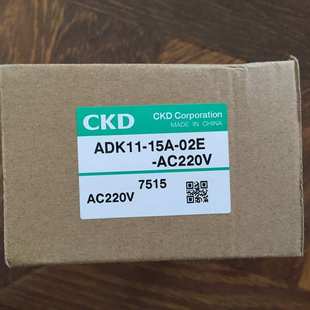 CKD
CKD Corporation
MADE IN CHINA
ADK11-15A-02E
-AC220V
7515
AC220V